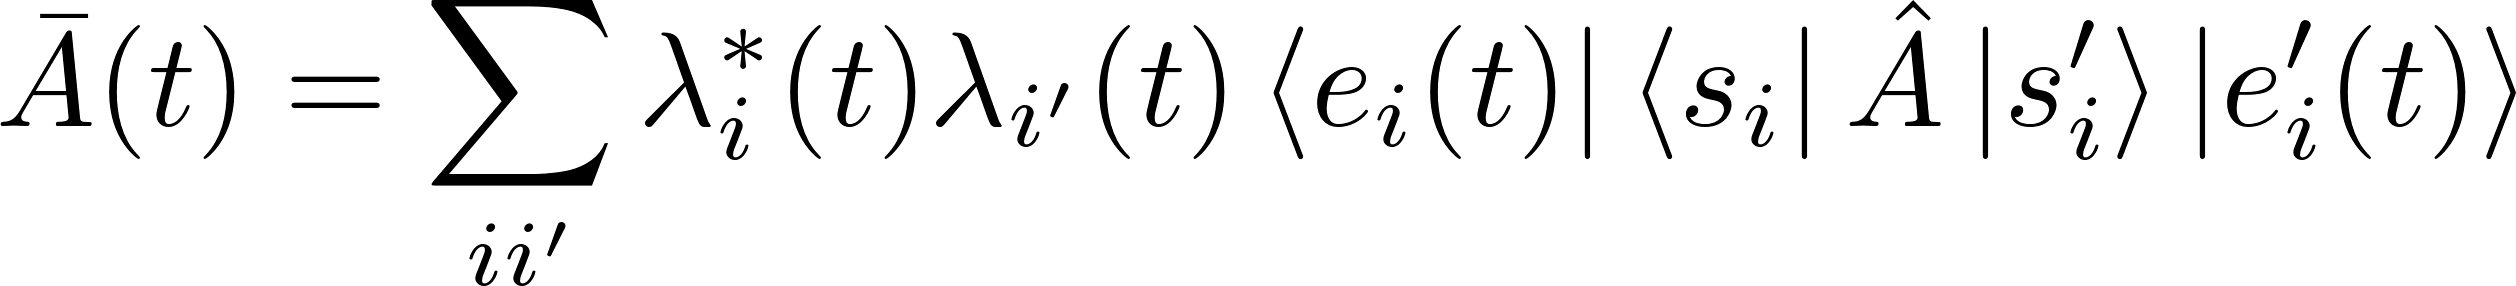 \bar{A}(t) = \sum_{ii'} \lambda_i^*(t) \lambda_{i'}(t) \langle e_i(t) | \langle s_i | \hat{A} | s_i' \rangle | e_i'(t) \rangle